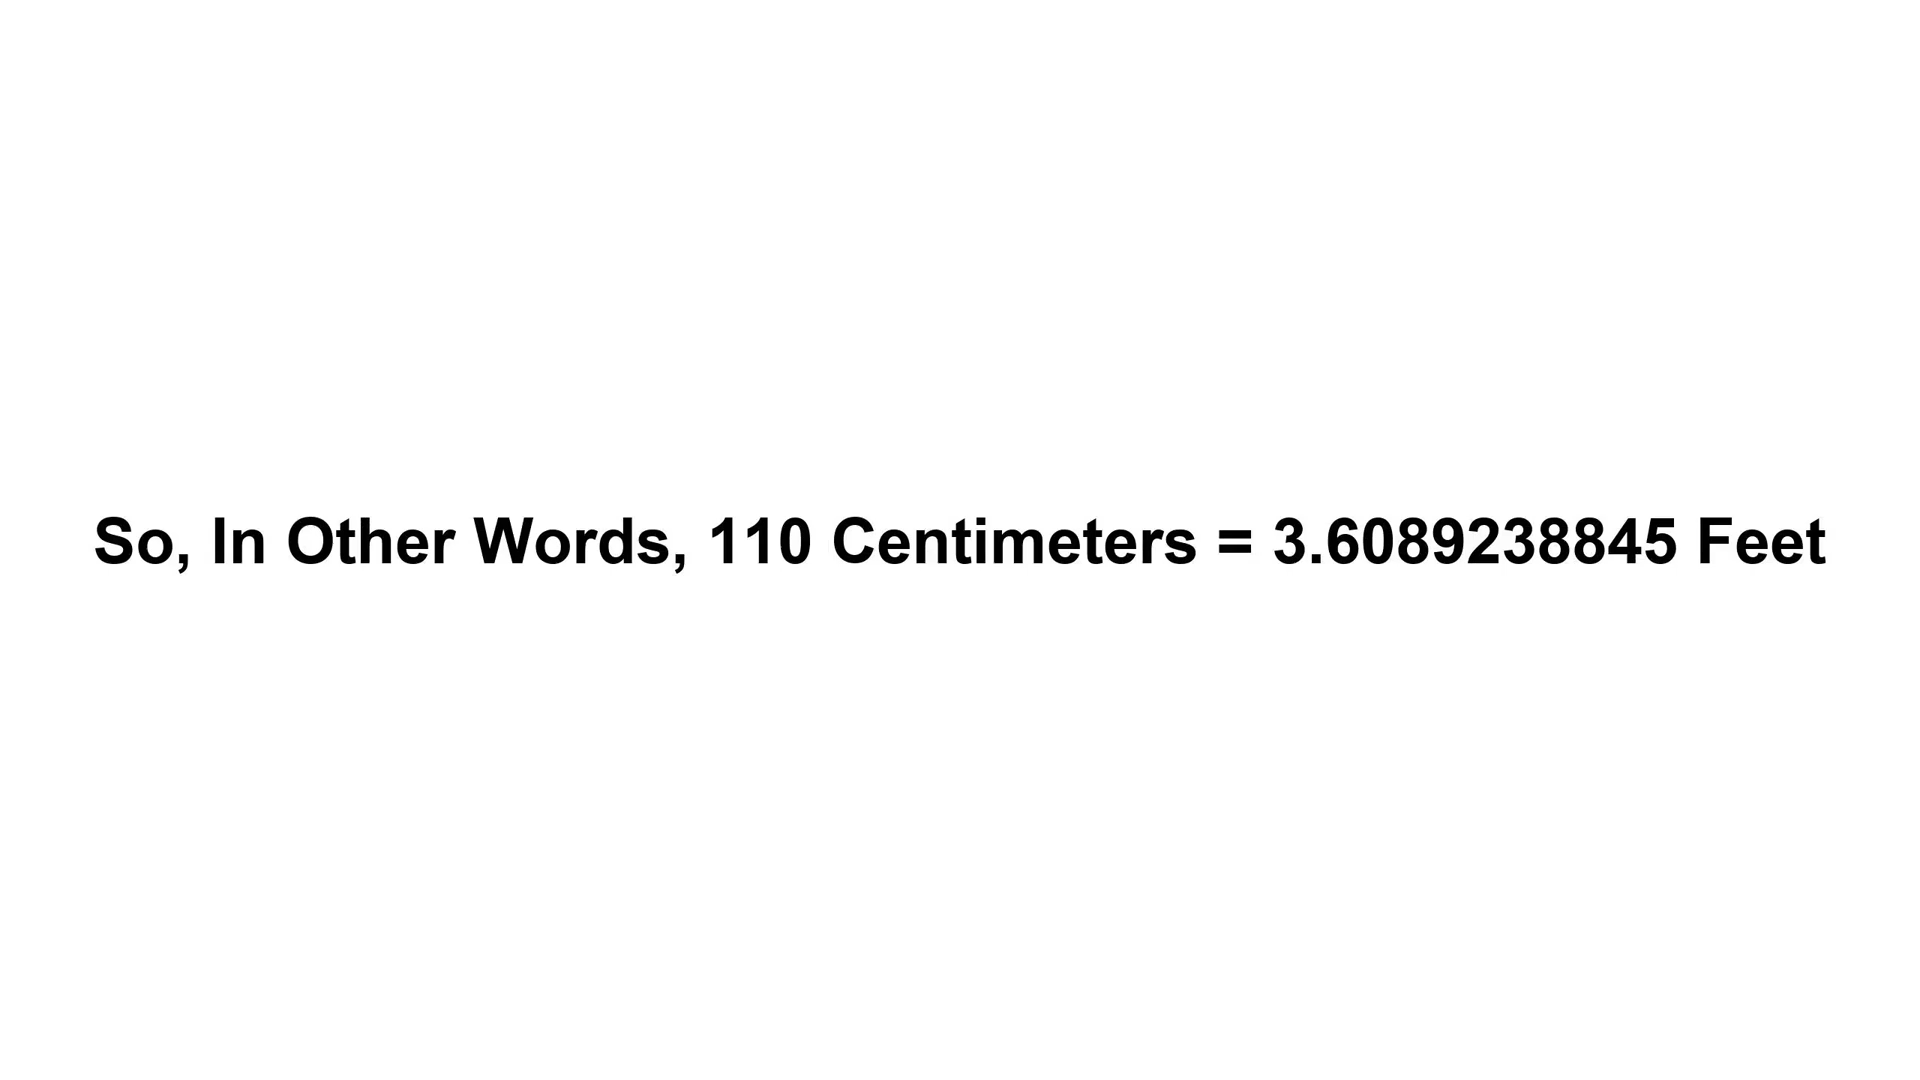 So, In Other Words, 110 Centimeters = 3.6089238845 Feet